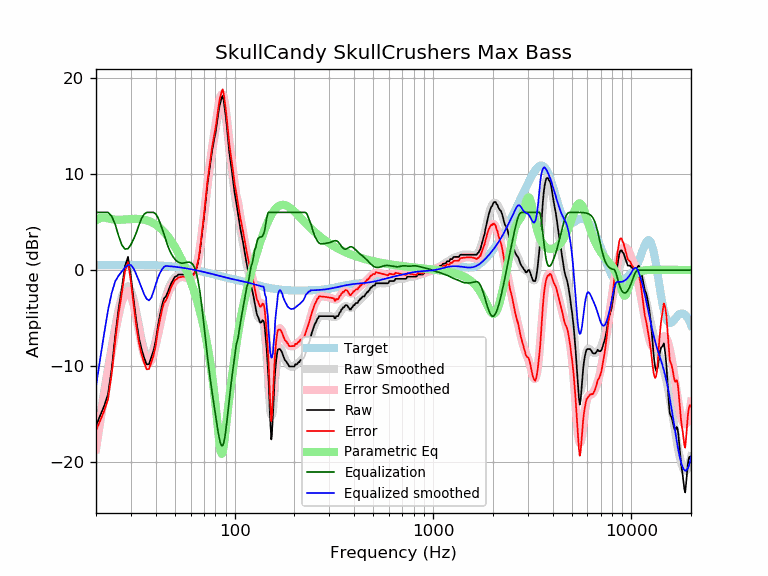 SkullCandy SkullCrushers Max Bass
20
10
0
−10
−20
Amplitude (dBr)
Target
Raw Smoothed
Error Smoothed
Raw
Error
Parametric Eq
Equalization
Equalized smoothed
100 1000 10000
Frequency (Hz)